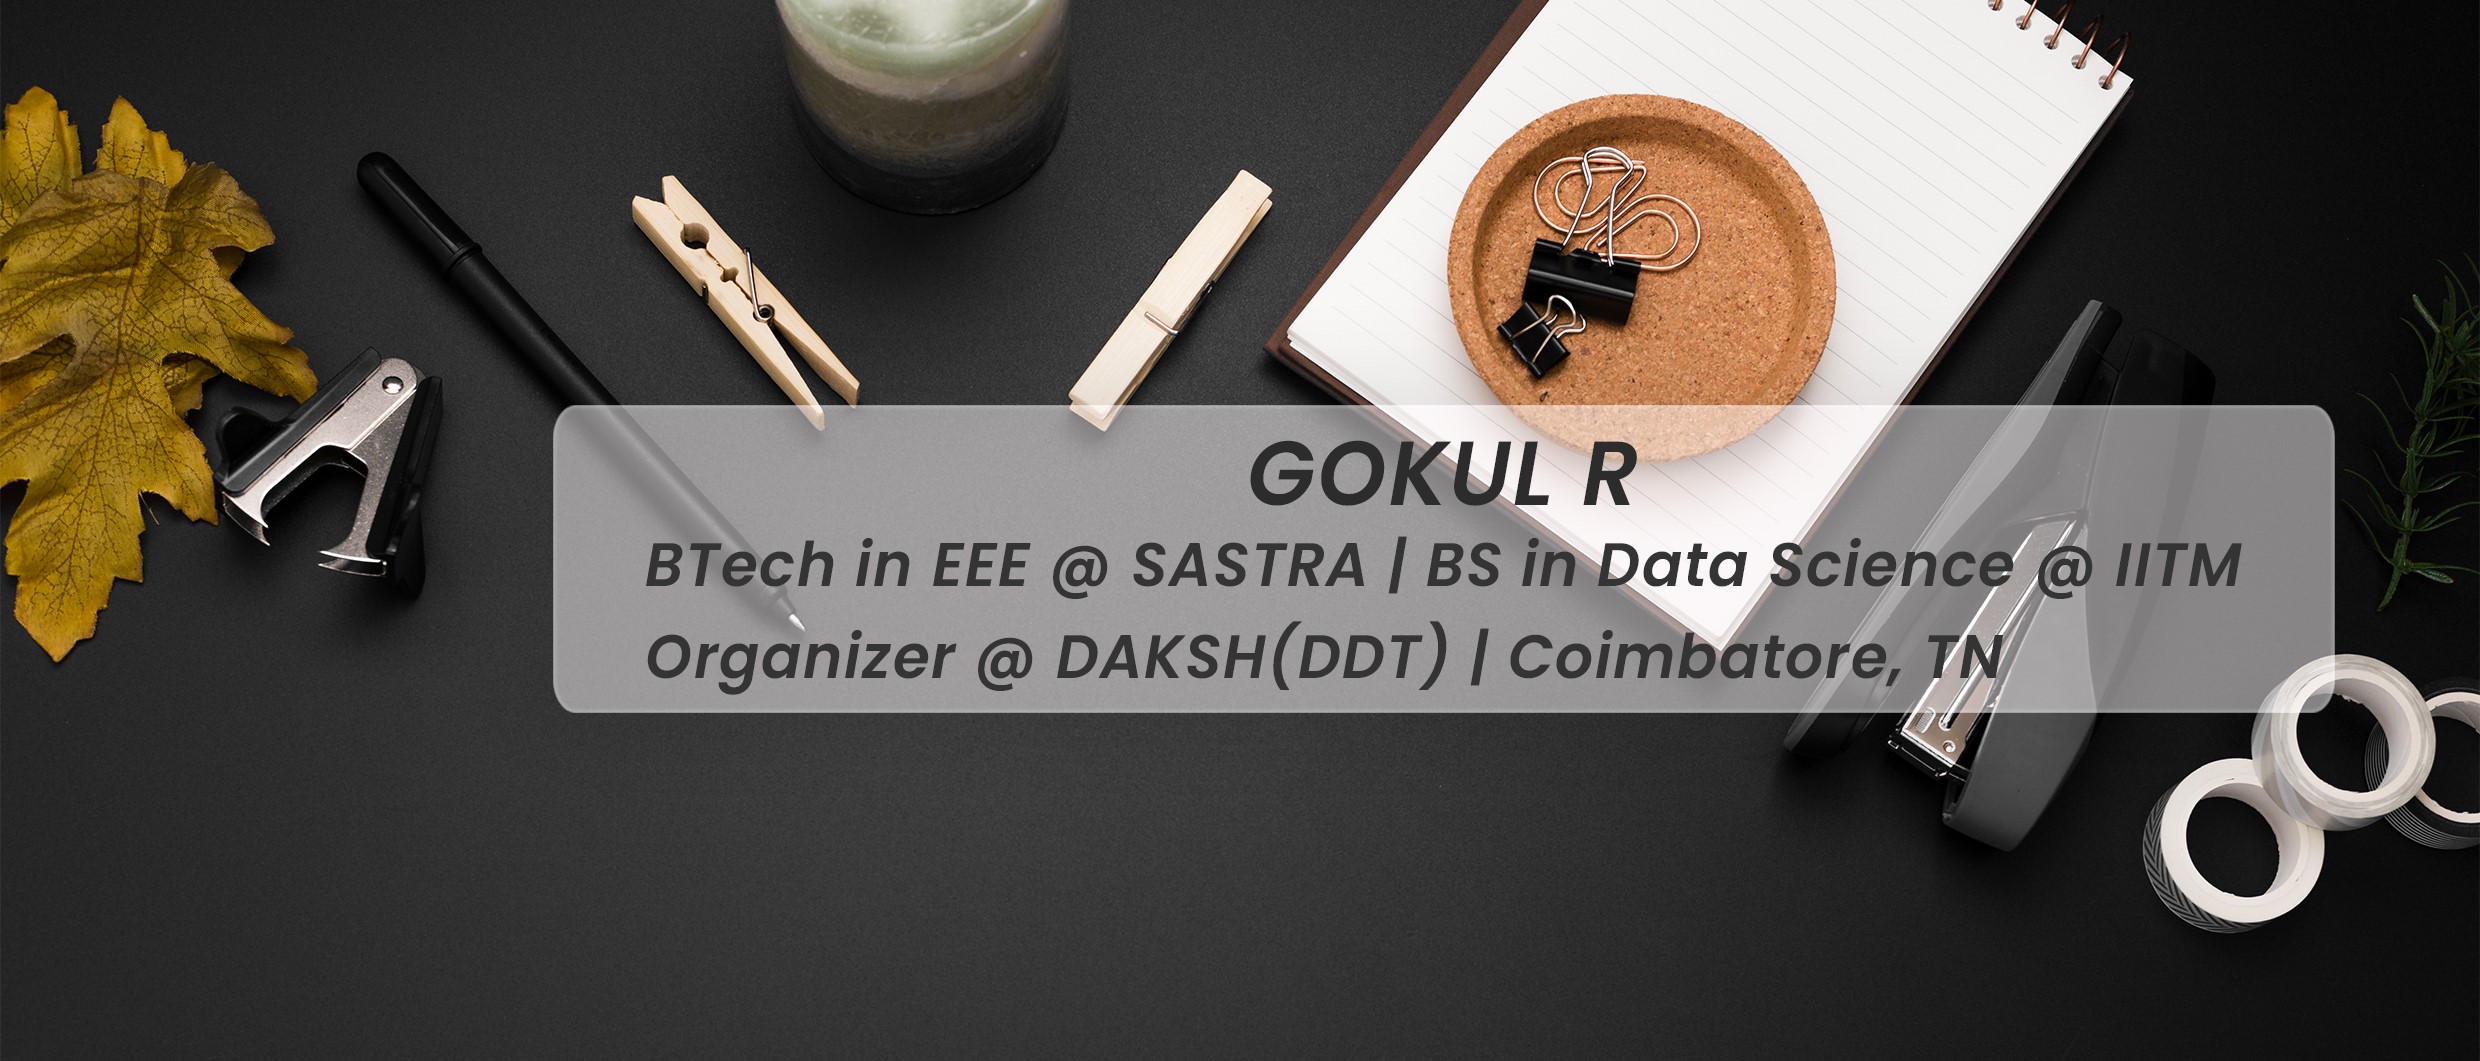 GOKUL R
BTech in EEE @ SASTRA | BS in Data Science @ IITM
Organizer @ DAKSH(DDT) | Coimbatore, TN